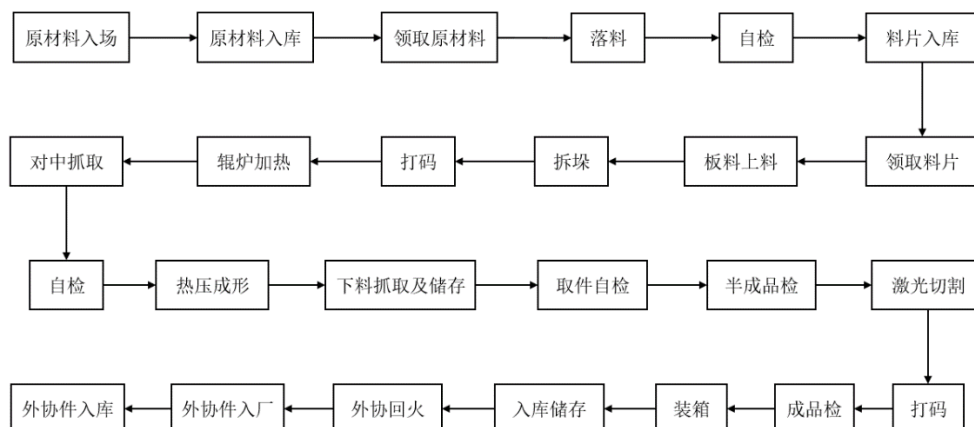 原材料入场
原材料入库
领取原材料
落料
自检
料片入库
领取料片
板料上料
拆垛
打码
辊炉加热
对中抓取
自检
热压成形
下料抓取及储存
取件自检
半成品检
激光切割
打码
成品检
装箱
入库储存
外协回火
外协件入厂
外协件入库